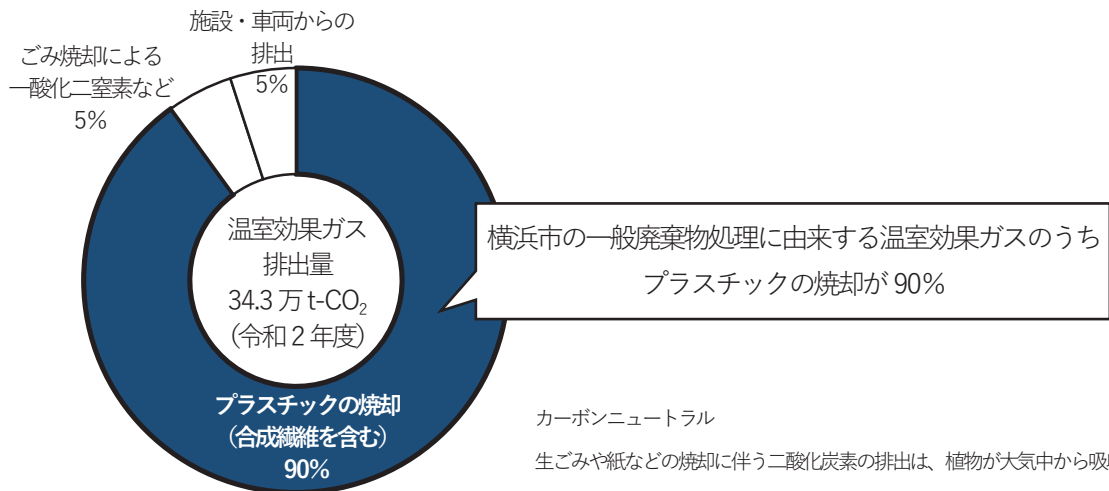 施設・車両からの
排出
5%
ごみ焼却による
一酸化二窒素など
5%
温室効果ガス
排出量
34.3 万 t-CO₂
（令和 2 年度）
横浜市の一般廃棄物処理に由来する温室効果ガスのうち
プラスチックの焼却が 90%
プラスチックの焼却
（合成繊維を含む）
90%
カーボンニュートラル
生ごみや紙などの焼却に伴う二酸化炭素の排出は、植物が大気中から吸